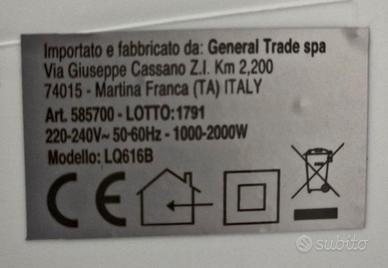 Importato e fabbricato da: General Trade spa
Via Giuseppe Cassano Z.I. Km 2,200
74015 - Martina Franca (TA) ITALY
Art. 585700 - LOTTO: 1791
220-240V~ 50-60Hz - 1000-2000W
Modello: LQ616B
CE
subito